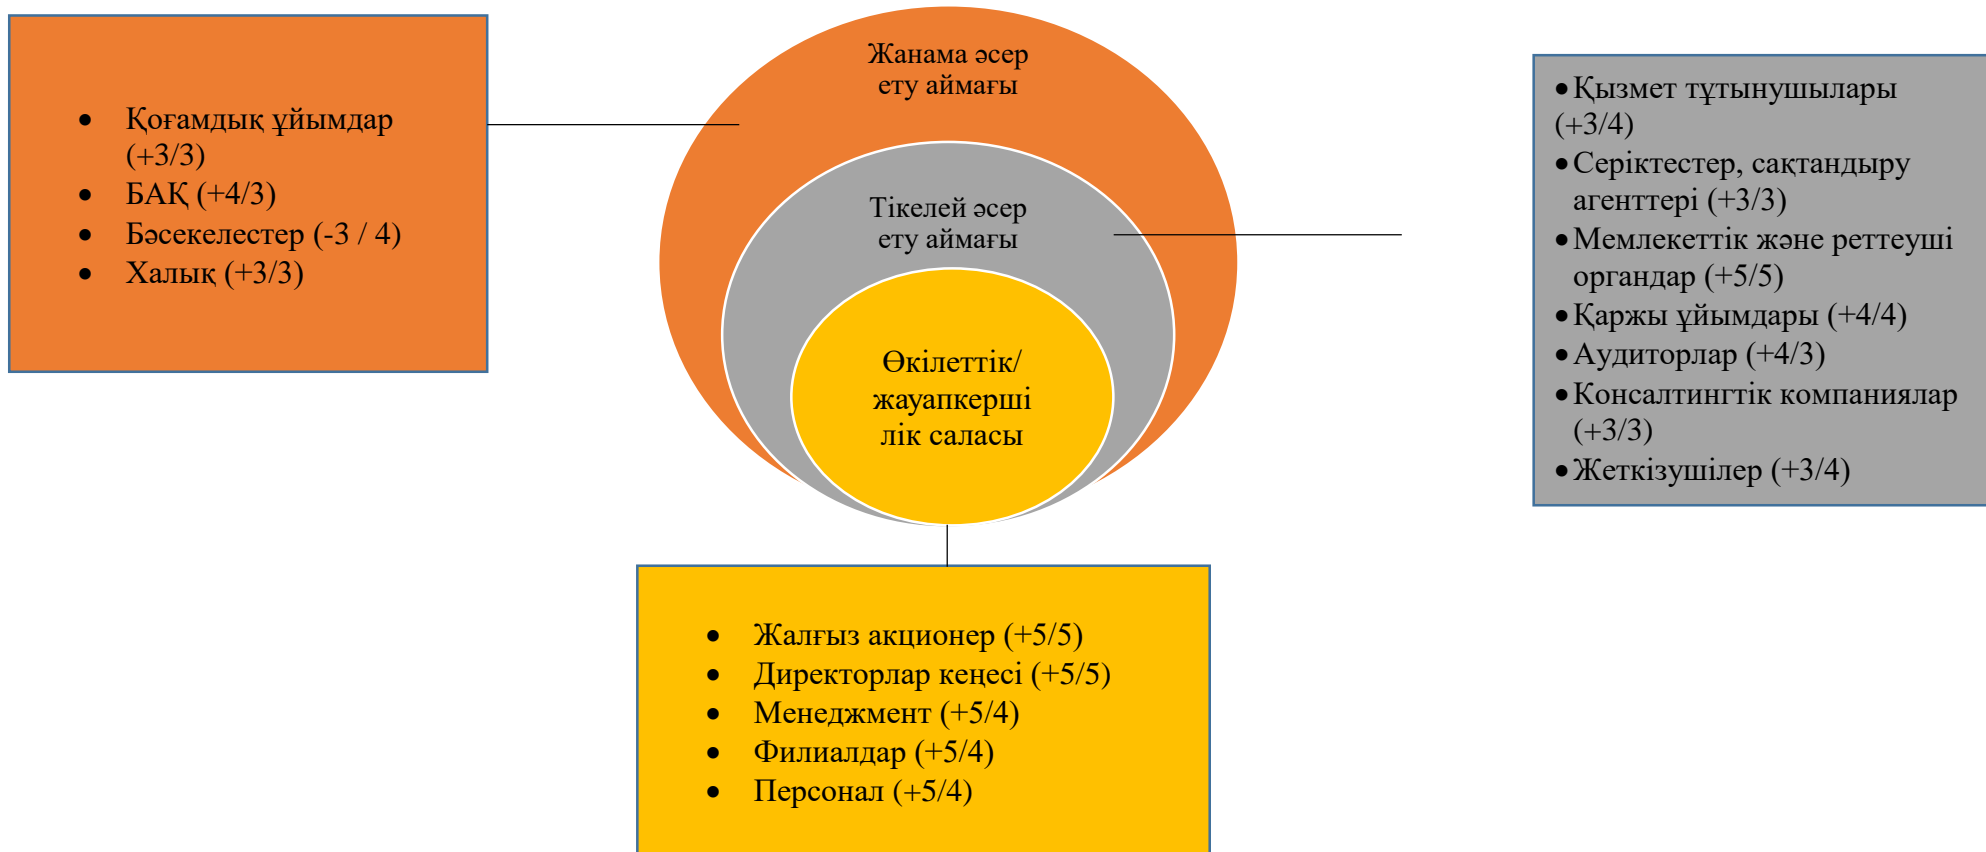 • Қоғамдық ұйымдар
(+3/3)
• БАҚ (+4/3)
• Бәсекелестер (-3 / 4)
• Халық (+3/3)
Жанама әсер
ету аймағы
Тікелей әсер
ету аймағы
Өкілеттік/
жауапкерші
лік саласы
• Қызмет тұтынушылары
(+3/4)
• Серіктестер, сақтандыру
агенттері (+3/3)
• Мемлекеттік және реттеуші
органдар (+5/5)
• Қаржы ұйымдары (+4/4)
• Аудиторлар (+4/3)
• Консалтингтік компаниялар
(+3/3)
• Жеткізушілер (+3/4)
• Жалғыз акционер (+5/5)
• Директорлар кеңесі (+5/5)
• Менеджмент (+5/4)
• Филиалдар (+5/4)
• Персонал (+5/4)